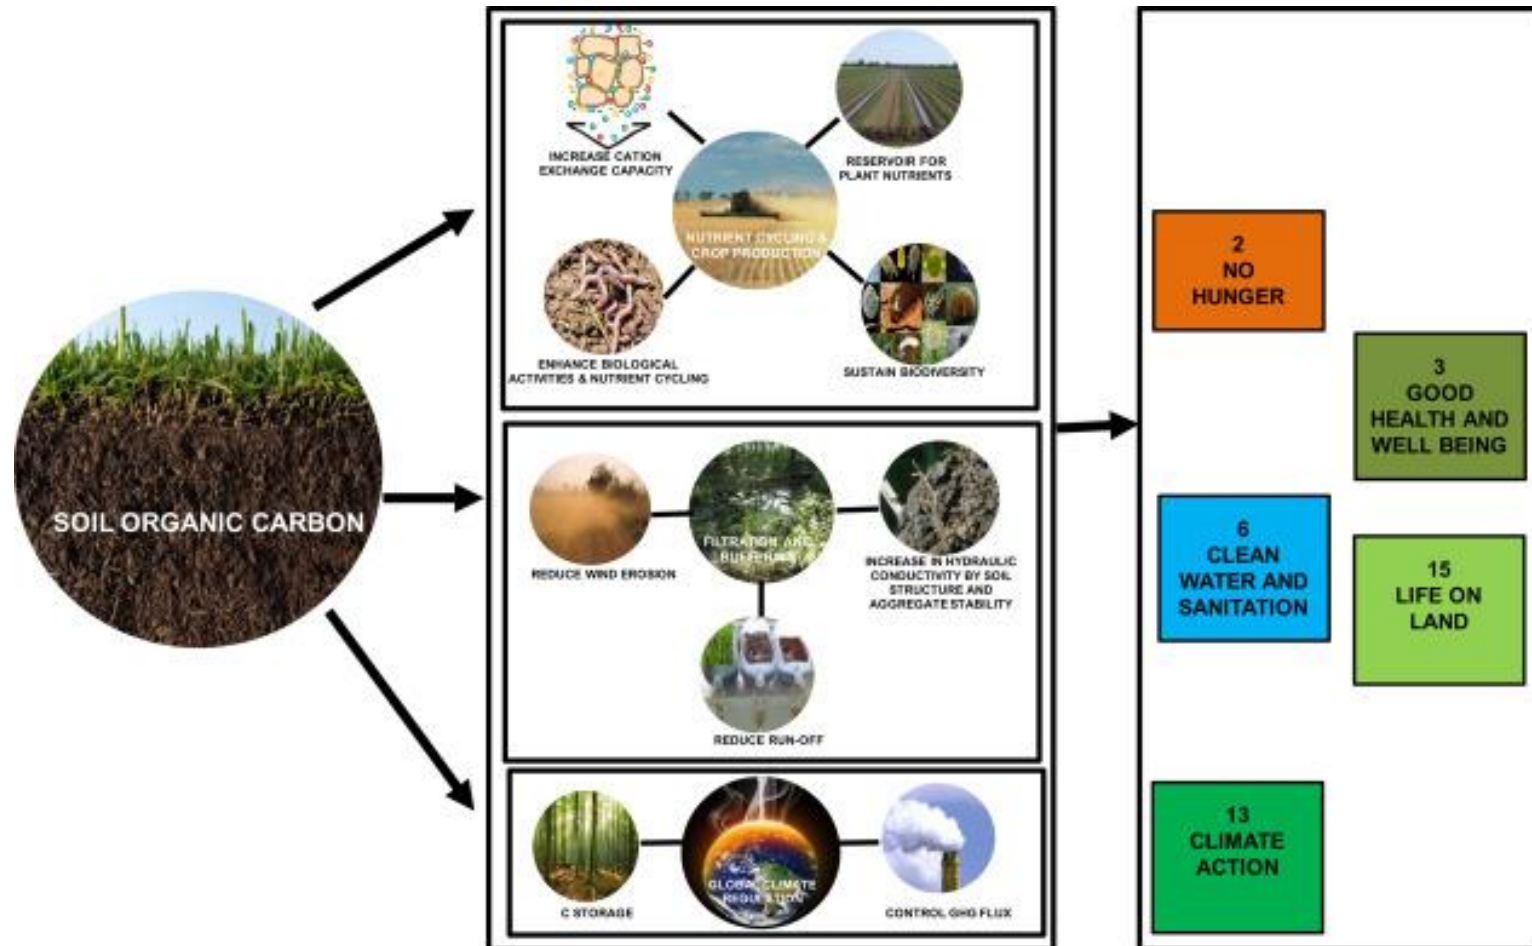 SOIL ORGANIC CARBON
INCREASE CATION
EXCHANGE CAPACITY
RESERVOIR FOR
PLANT NUTRIENTS
NUTRIENT CYCLING &
CROP PRODUCTION
ENHANCE BIOLOGICAL
ACTIVITIES & NUTRIENT CYCLING
SUSTAIN BIODIVERSITY
REDUCE WIND EROSION
FILTRATION AND
BUFFERING
INCREASE IN HYDRAULIC
CONDUCTIVITY BY SOIL
STRUCTURE AND
AGGREGATE STABILITY
REDUCE RUN-OFF
C STORAGE
GLOBAL CLIMATE
REGULATION
CONTROL GHG FLUX
2
NO
HUNGER
3
GOOD
HEALTH AND
WELL BEING
6
CLEAN
WATER AND
SANITATION
15
LIFE ON
LAND
13
CLIMATE
ACTION